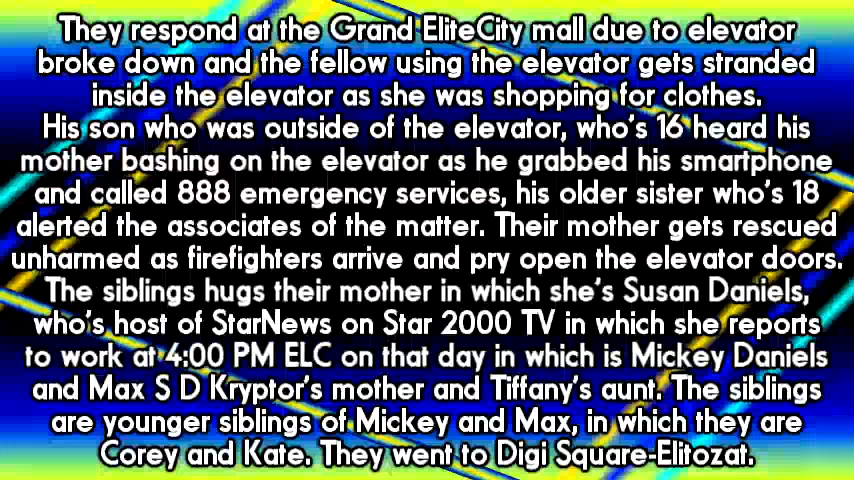 They respond at the Grand EliteCity mall due to elevator
broke down and the fellow using the elevator gets stranded
inside the elevator as she was shopping for clothes.
His son who was outside of the elevator, who's 16 heard his
mother bashing on the elevator as he grabbed his smartphone
and called 888 emergency services, his older sister who's 18
alerted the associates of the matter. Their mother gets rescued
unharmed as firefighters arrive and pry open the elevator doors.
The siblings hugs their mother in which she's Susan Daniels,
who's host of StarNews on Star 2000 TV in which she reports
to work at 4:00 PM ELC on that day in which is Mickey Daniels
and Max S D Kryptor's mother and Tiffany's aunt. The siblings
are younger siblings of Mickey and Max, in which they are
Corey and Kate. They went to Digi Square-Elitozat.